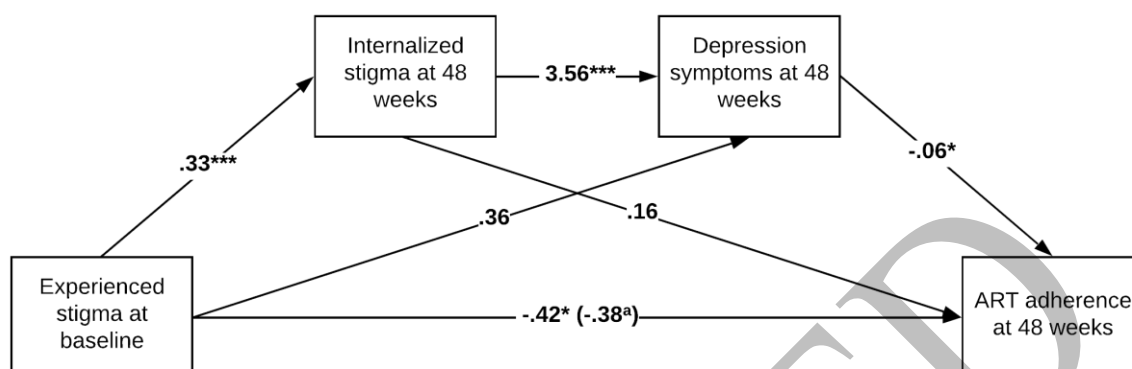 Internalized
stigma at 48
weeks
3.56***
Depression
symptoms at 48
weeks
.33***
-.06*
.36
.16
Experienced
stigma at
baseline
-.42* (-.38ª)
ART adherence
at 48 weeks